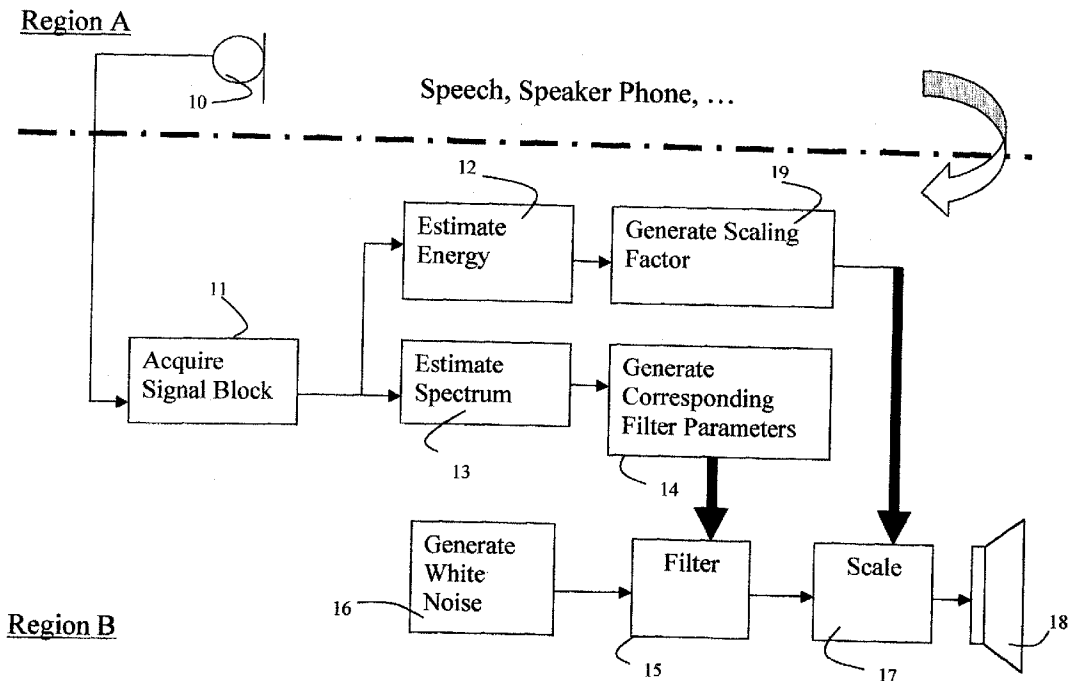 Region A
10
Speech, Speaker Phone, ...
12
19
Estimate
Energy
Generate Scaling
Factor
11
Acquire
Signal Block
Estimate
Spectrum
Generate
Corresponding
Filter Parameters
13
14
Generate
White
Noise
16
Filter
Scale
Region B
15
17
18